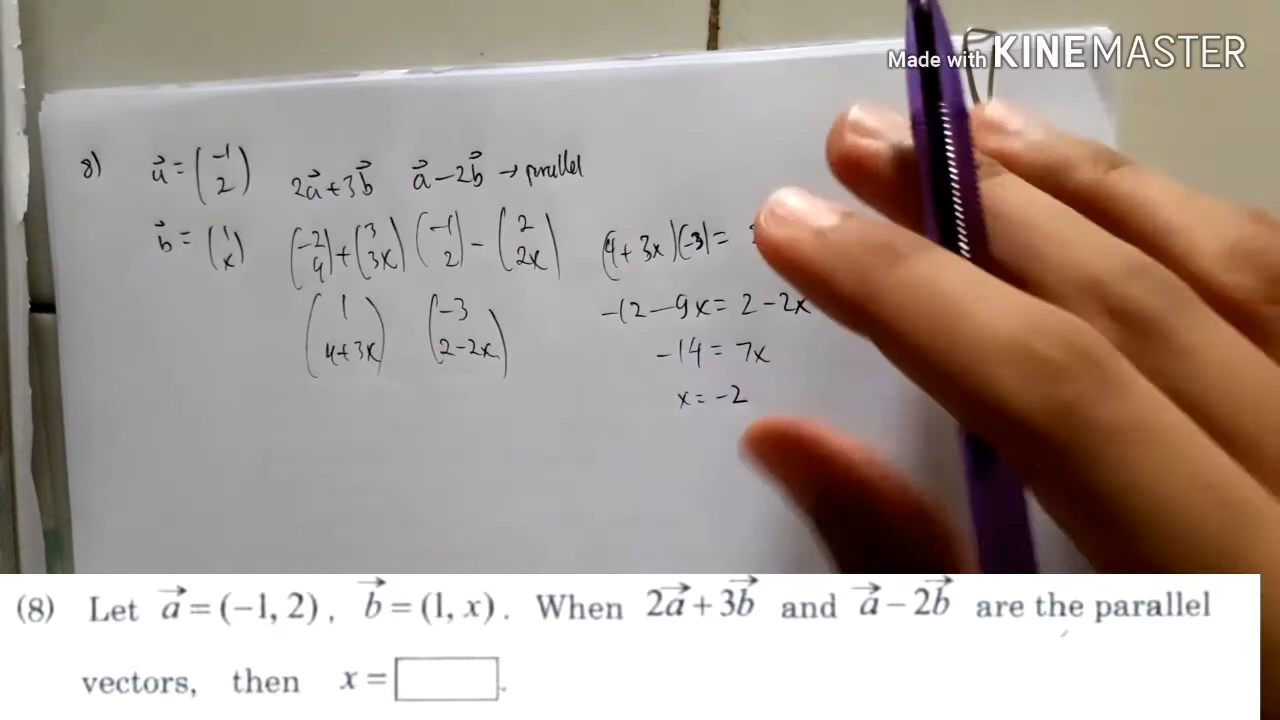 Made with KINEMASTER
8) a⃗ = (-1 2) 2a⃗ + 3b⃗ a⃗ - 2b⃗ → parallel
b⃗ = (1 x) (-2 4) + (3 3x) (-1 2) - (2 2x) (4 + 3x)(-3) =
(1 4+3x) (-3 2-2x) -12 - 9x = 2 - 2x
-14 = 7x
x = -2
(8) Let a⃗ = (-1, 2), b⃗ = (1, x). When 2a⃗ + 3b⃗ and a⃗ - 2b⃗ are the parallel
vectors, then x = .